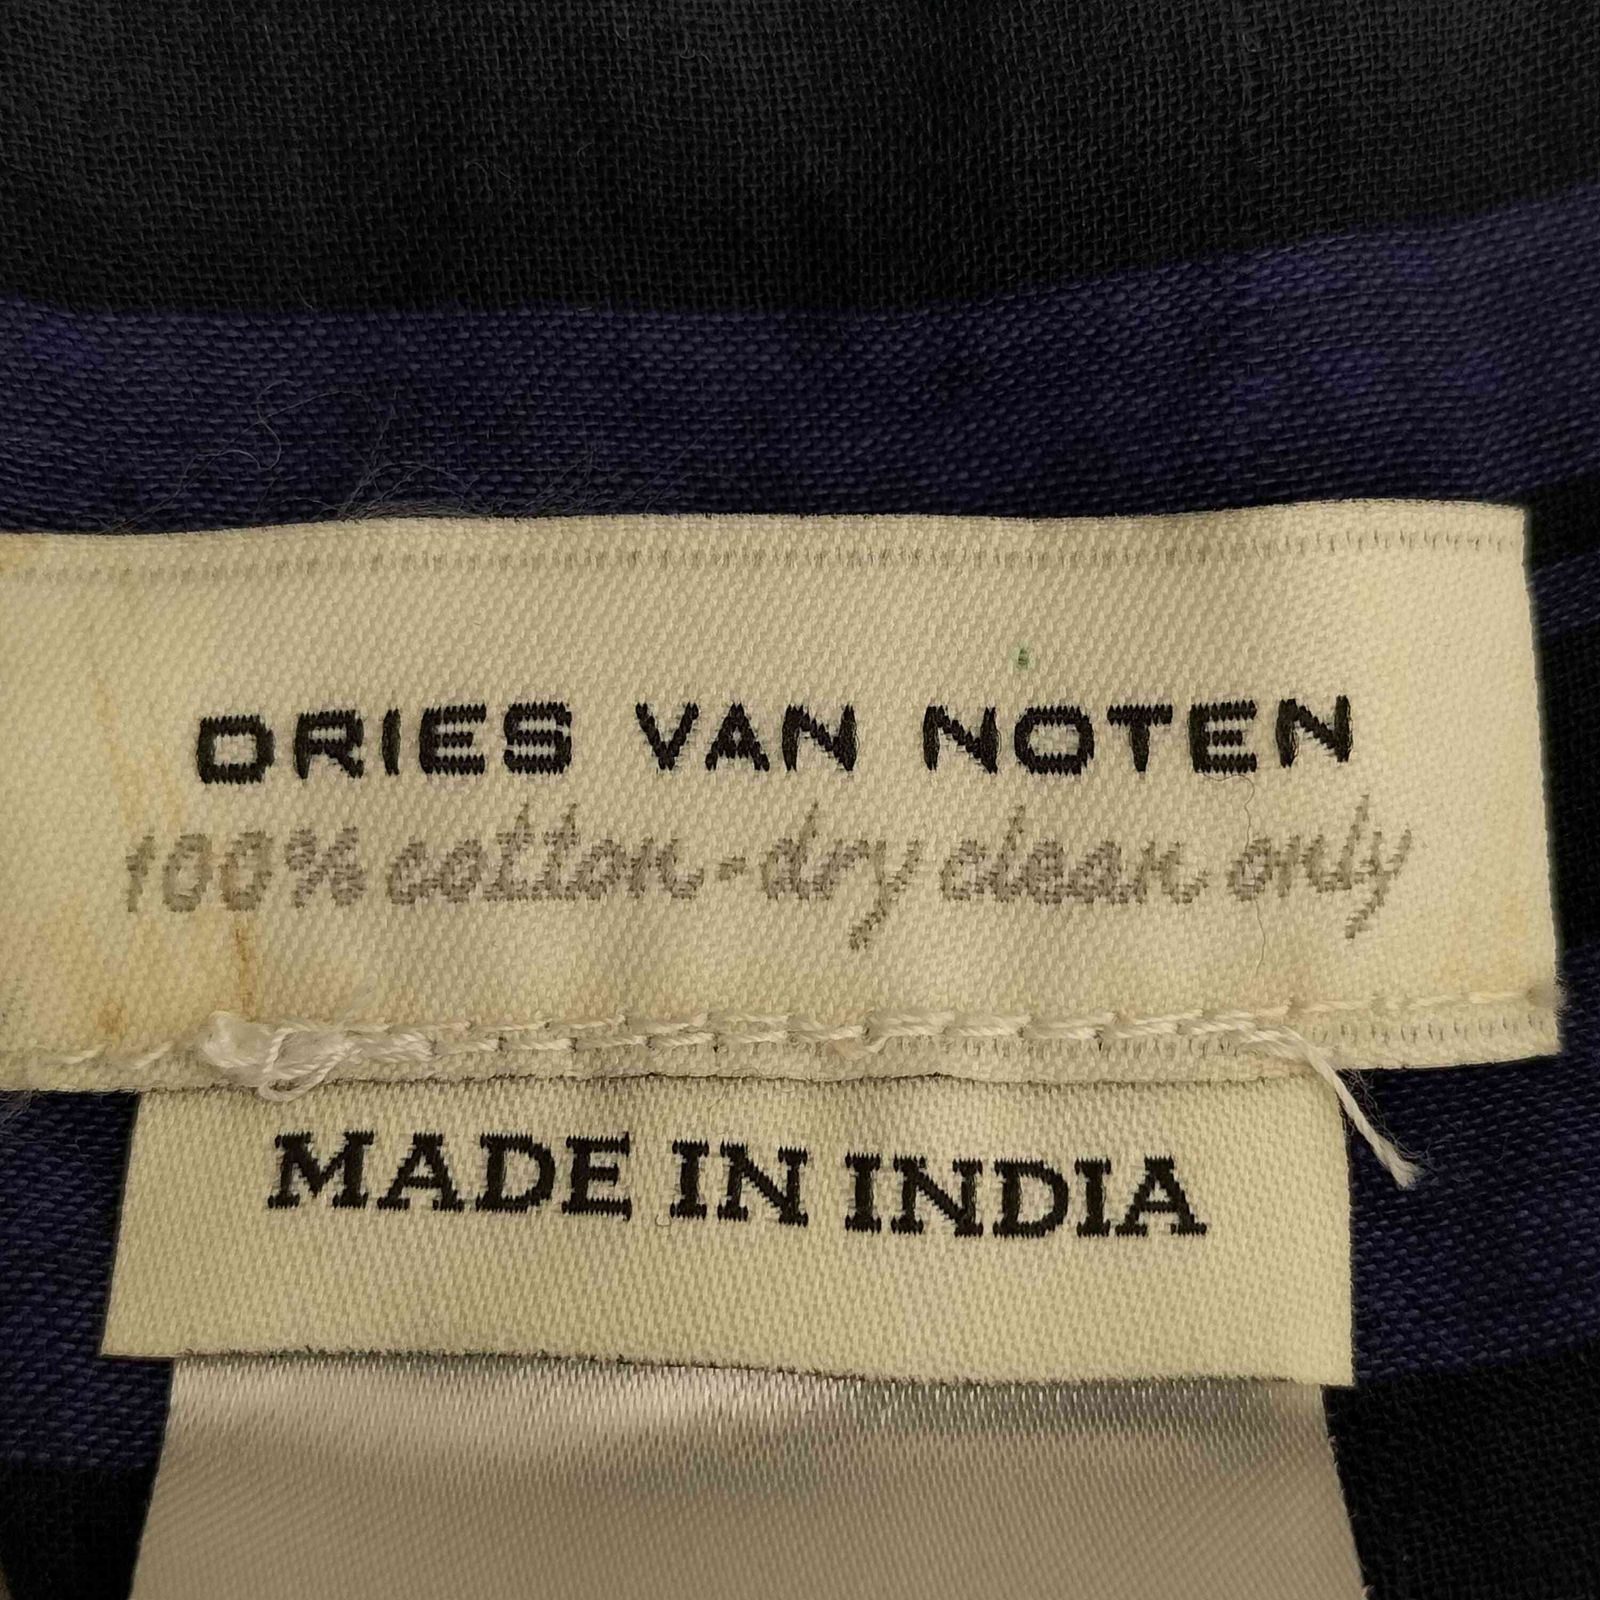 DRIES VAN NOTEN
100% cotton - dry clean only
MADE IN INDIA